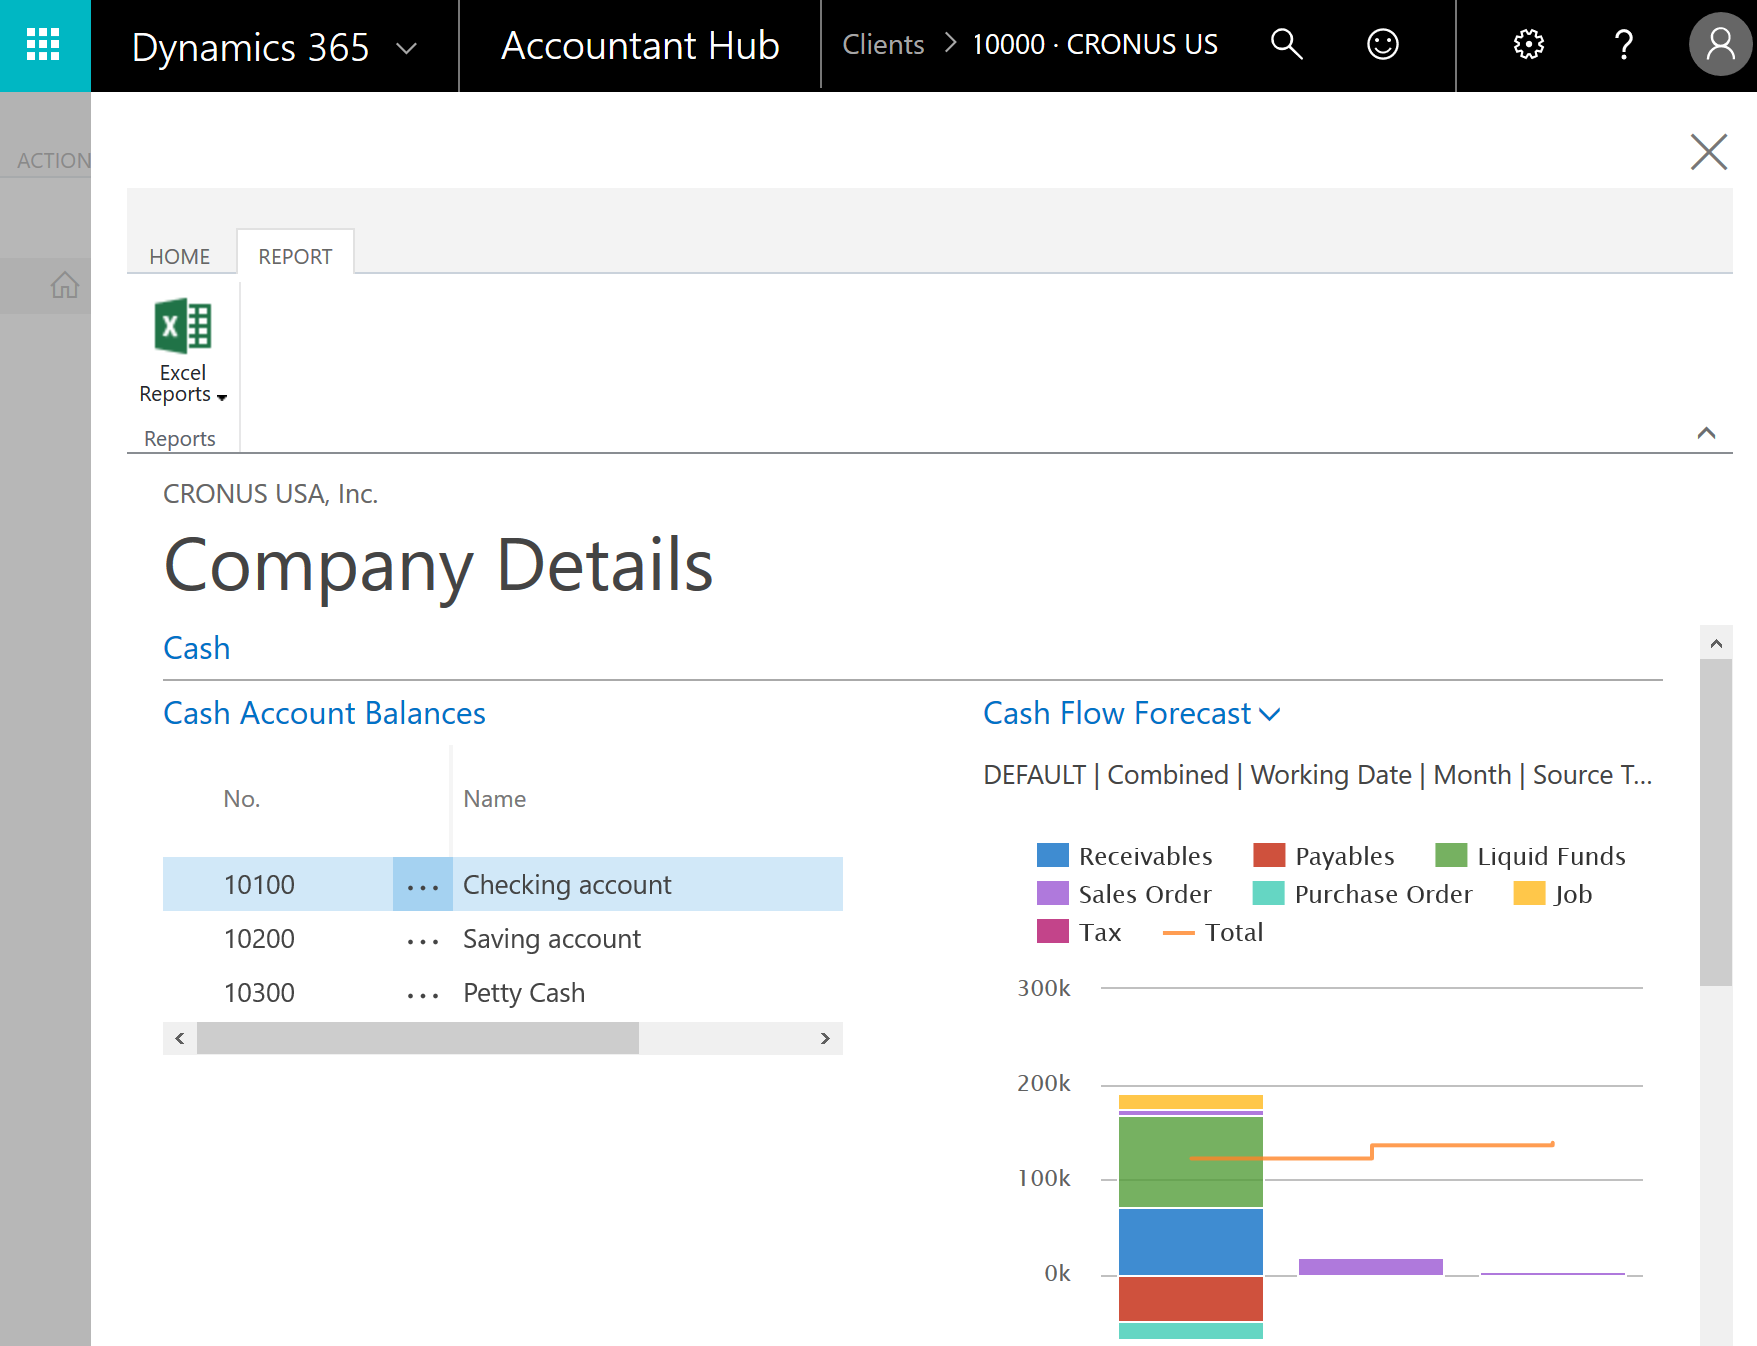 Dynamics 365
Accountant Hub
Clients > 10000 · CRONUS US
?
ACTION
HOME
REPORT
Excel
Reports
Reports
CRONUS USA, Inc.
Company Details
Cash
Cash Account Balances
No.
Name
10100 ... Checking account
10200 ... Saving account
10300 ... Petty Cash
Cash Flow Forecast
DEFAULT | Combined | Working Date | Month | Source T...
Receivables Payables Liquid Funds
Sales Order Purchase Order Job
Tax Total
300k
200k
100k
0k